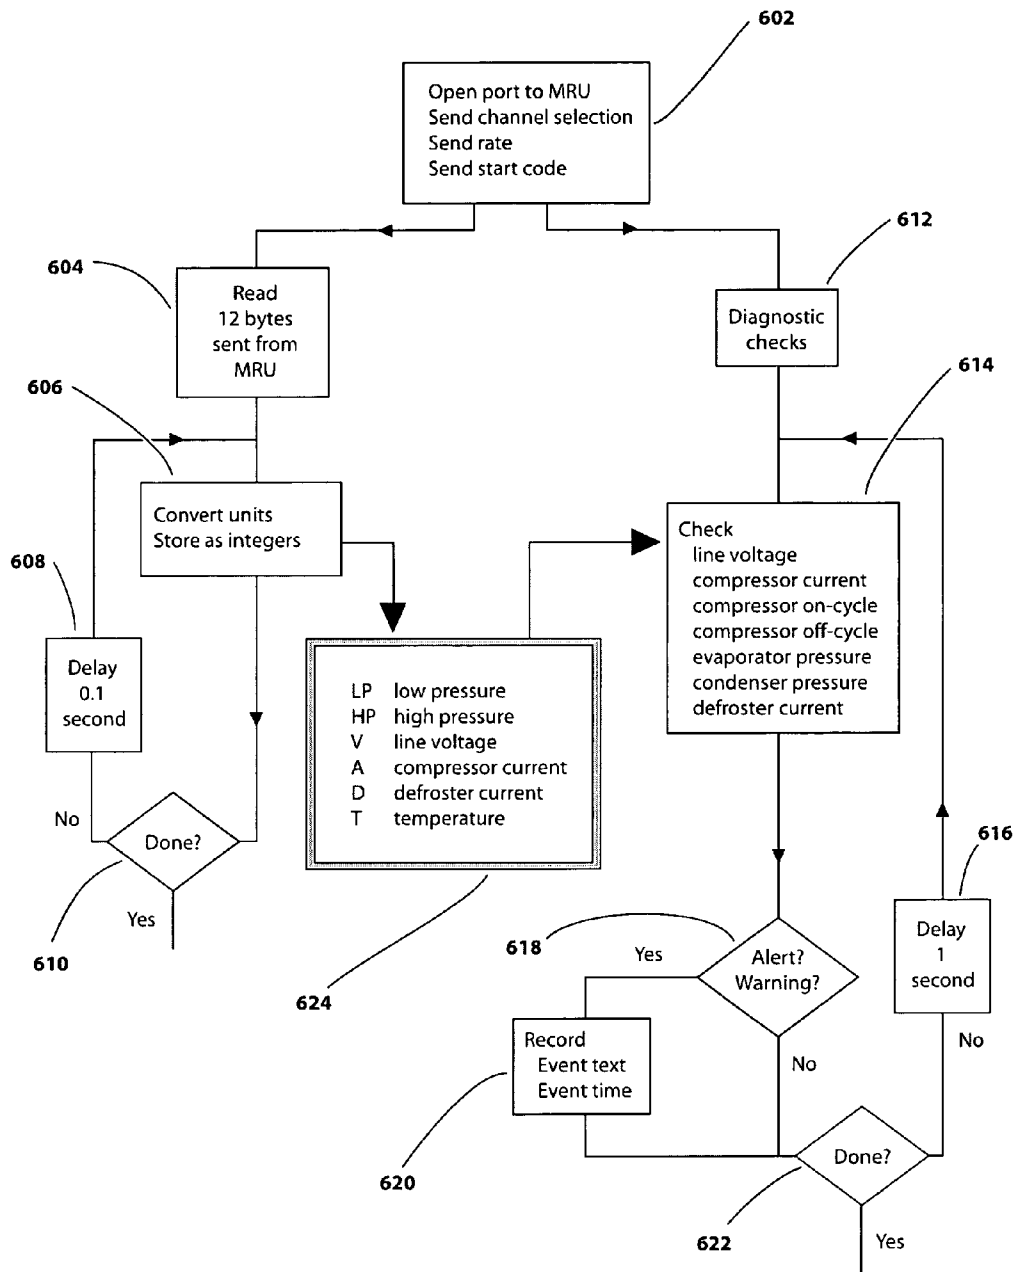 602
Open port to MRU
Send channel selection
Send rate
Send start code
612
604
Read
12 bytes
sent from
MRU
Diagnostic
checks
606
614
Convert units
Store as integers
Check
line voltage
compressor current
compressor on-cycle
compressor off-cycle
evaporator pressure
condenser pressure
defroster current
608
Delay
0.1
second
LP low pressure
HP high pressure
V line voltage
A compressor current
D defroster current
T temperature
No
Done?
Yes
610
616
Delay
1
second
618
Yes
Alert?
Warning?
624
Record
Event text
Event time
No
No
620
Done?
622
Yes